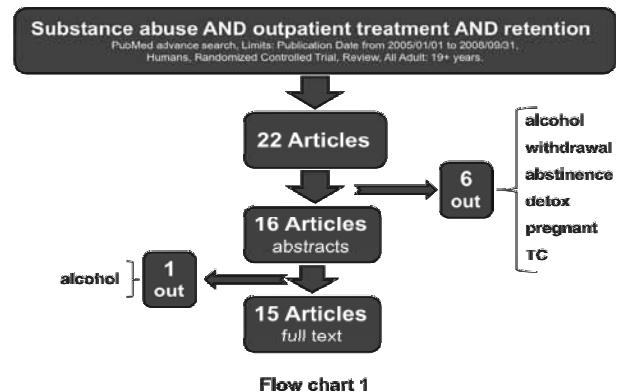 Substance abuse AND outpatient treatment AND retention
PubMed advance search, Limits: Publication Date from 2005/01/01 to 2008/09/31,
Humans, Randomized Controlled Trial, Review, All Adult: 19+ years.
22 Articles
6
out
alcohol
withdrawal
abstinence
detox
pregnant
TC
16 Articles
abstracts
alcohol
1
out
15 Articles
full text
Flow chart 1